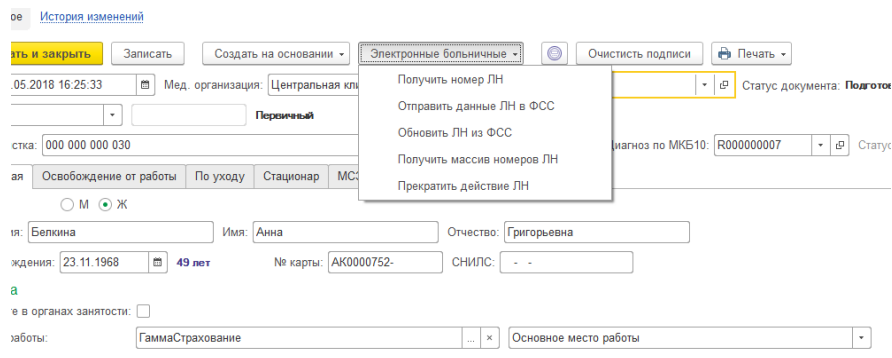 ое История изменений
ать и закрыть Записать Создать на основании Электронные больничные Очистисть подписи Печать
.05.2018 16:25:33 Мед. организация: Центральная кли Статус документа: Подготов
Получить номер ЛН
Отправить данные ЛН в ФСС
Первичный
Обновить ЛН из ФСС
стка: 000 000 000 030 диагноз по МКБ10: R000000007 Статус
Получить массив номеров ЛН
ая Освобождение от работы По уходу Стационар МСЭ
Прекратить действие ЛН
М Ж
ия: Белкина Имя: Анна Отчество: Григорьевна
ждения: 23.11.1968 49 лет № карты: АК0000752- СНИЛС: - -
а
е в органах занятости:
работы: ГаммаСтрахование ... × Основное место работы